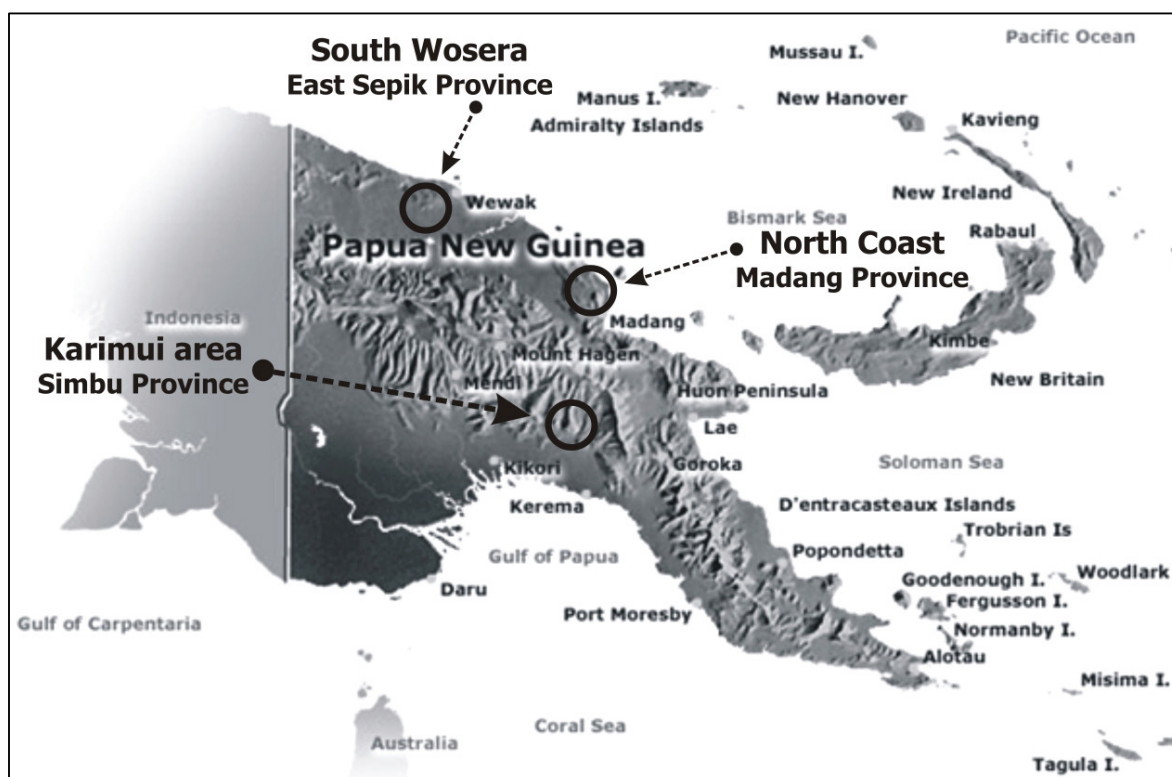 Pacific Ocean
South Wosera
East Sepik Province
Mussau I.
Manus I.
New Hanover
Admiralty Islands
Kavieng
New Ireland
Wewak
Bismark Sea
Rabaul
Papua New Guinea
North Coast
Madang Province
Indonesia
Madang
Karimui area
Simbu Province
Mount Hagen
Kimbe
Mendi
Huon Peninsula
New Britain
Lae
Kikori
Goroka
Soloman Sea
Kerema
D'entracasteaux Islands
Trobrian Is
Gulf of Papua
Popondetta
Daru
Goodenough I.
Woodlark
Fergusson I.
Port Moresby
Gulf of Carpentaria
Normanby I.
Alotau
Misima I.
Coral Sea
Australia
Tagula I.